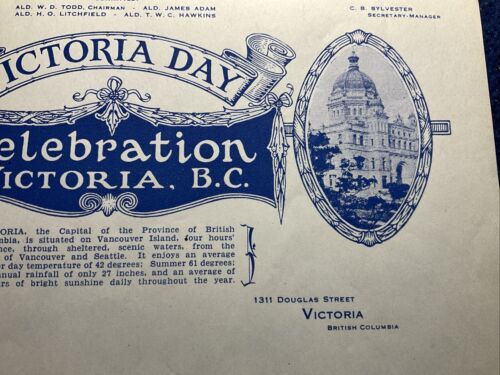 ALD. W. D. TODD, CHAIRMAN - ALD. JAMES ADAM
ALD. H. O. LITCHFIELD - ALD. T. W. C. HAWKINS
C. B. SYLVESTER
SECRETARY-MANAGER
VICTORIA DAY
elebration
VICTORIA, B.C.
ORIA, the Capital of the Province of British
mbia, is situated on Vancouver Island, four hours'
nce, through sheltered, scenic waters, from the
of Vancouver and Seattle. It enjoys an average
er day temperature of 42 degrees; Summer 61 degrees;
nnual rainfall of only 27 inches, and an average of
rs of bright sunshine daily throughout the year.
1311 DOUGLAS STREET
VICTORIA
BRITISH COLUMBIA